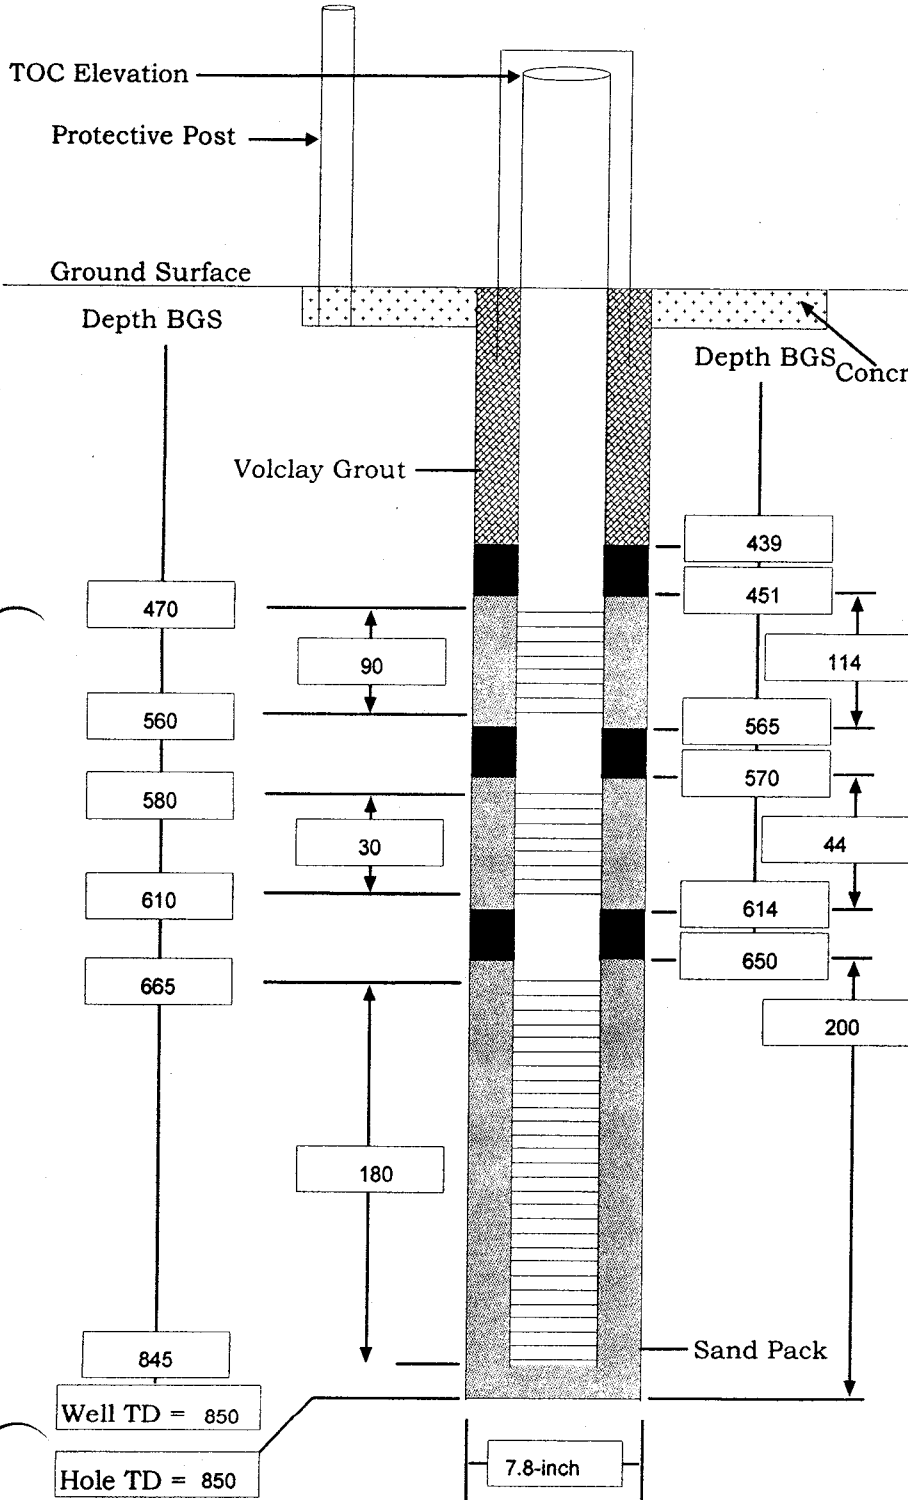 TOC Elevation
Protective Post
Ground Surface
Depth BGS
Depth BGS
Concr
Volclay Grout
439
470
451
90
114
560
565
580
570
30
44
610
614
665
650
200
180
845
Sand Pack
Well TD = 850
Hole TD = 850
7.8-inch